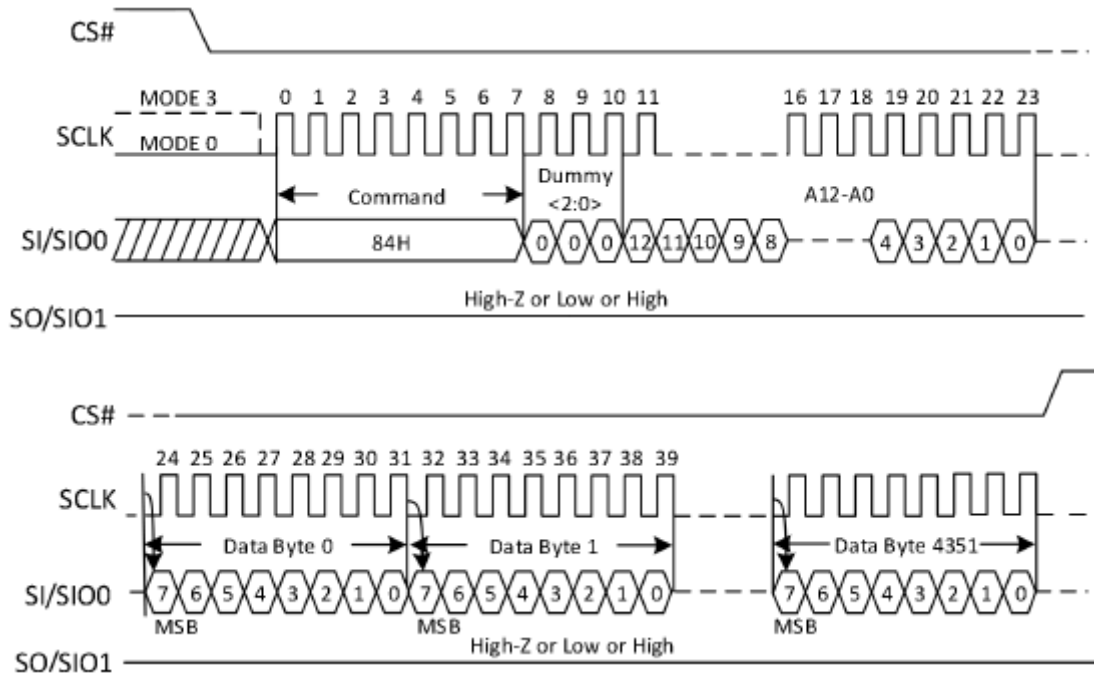 CS#
MODE 3
0 1 2 3 4 5 6 7 8 9 10 11 16 17 18 19 20 21 22 23
SCLK
MODE 0
Command
Dummy
<2:0>
A12-A0
SI/SIO0
84H
0 0 0 12 11 10 9 8 4 3 2 1 0
High-Z or Low or High
SO/SIO1
CS#
24 25 26 27 28 29 30 31 32 33 34 35 36 37 38 39
SCLK
Data Byte 0 Data Byte 1 Data Byte 4351
SI/SIO0
7 6 5 4 3 2 1 0 7 6 5 4 3 2 1 0 7 6 5 4 3 2 1 0
MSB MSB MSB
High-Z or Low or High
SO/SIO1